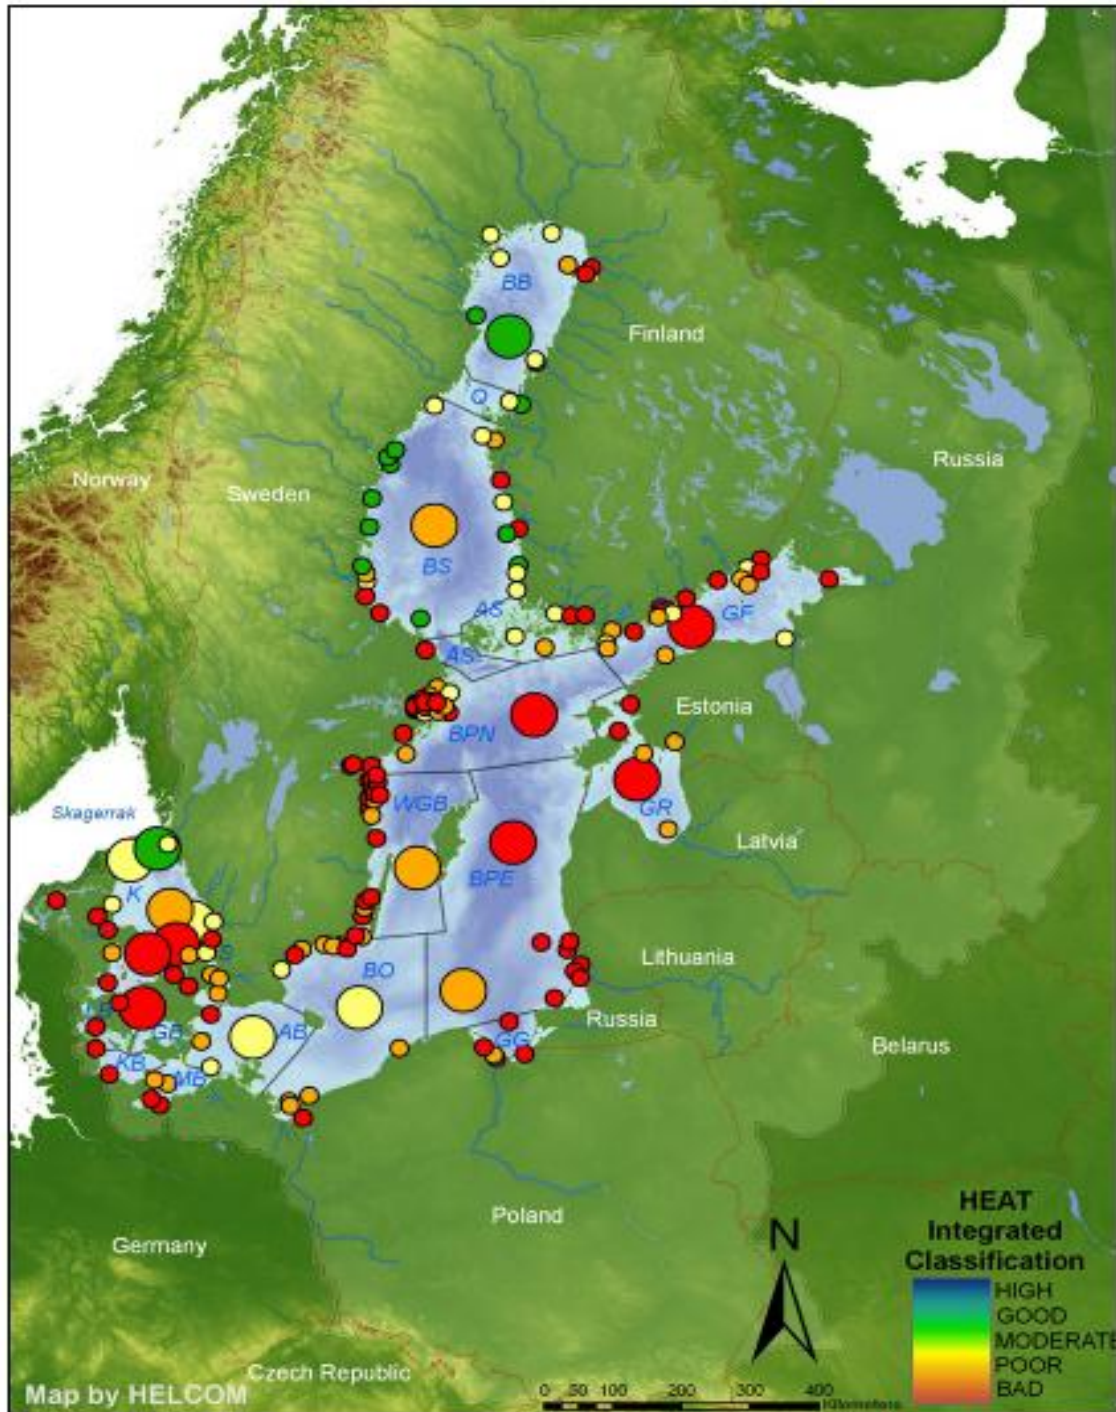 BB
Finland
Q
Russia
Norway
Sweden
BS
AS
GF
AS
Estonia
BPN
WGB
GR
Skagerrak
Latvia
BPE
K
S
Lithuania
BO
Russia
AB
GB
GG
Belarus
KB
MB
Poland
Germany
N
HEAT
Integrated
Classification
HIGH
GOOD
MODERATE
POOR
BAD
Czech Republic
Map by HELCOM
0 50 100 200 300 400
Kilometers